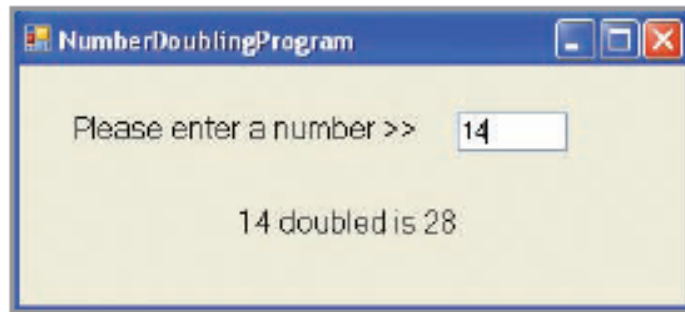 NumberDoublingProgram
Please enter a number >> 14
14 doubled is 28